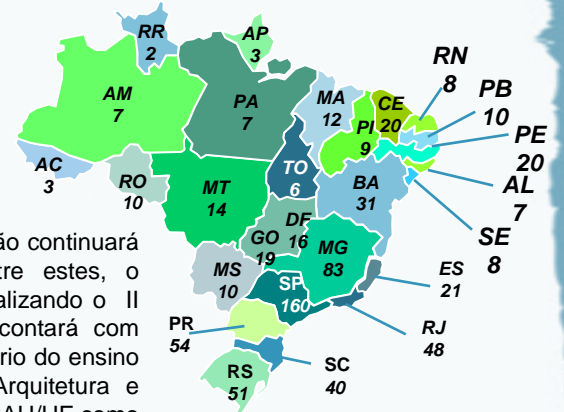 RR
2
AP
3
AM
7
PA
7
MA
12
CE
20
RN
8
PI
9
PB
10
PE
20
AC
3
RO
10
MT
14
TO
6
BA
31
AL
7
SE
8
GO
19
DF
16
MG
83
MS
10
ES
21
SP
160
RJ
48
PR
54
SC
40
RS
51
ão continuará
tre estes, o
alizando o II
contará com
rio do ensino
Arquitetura e